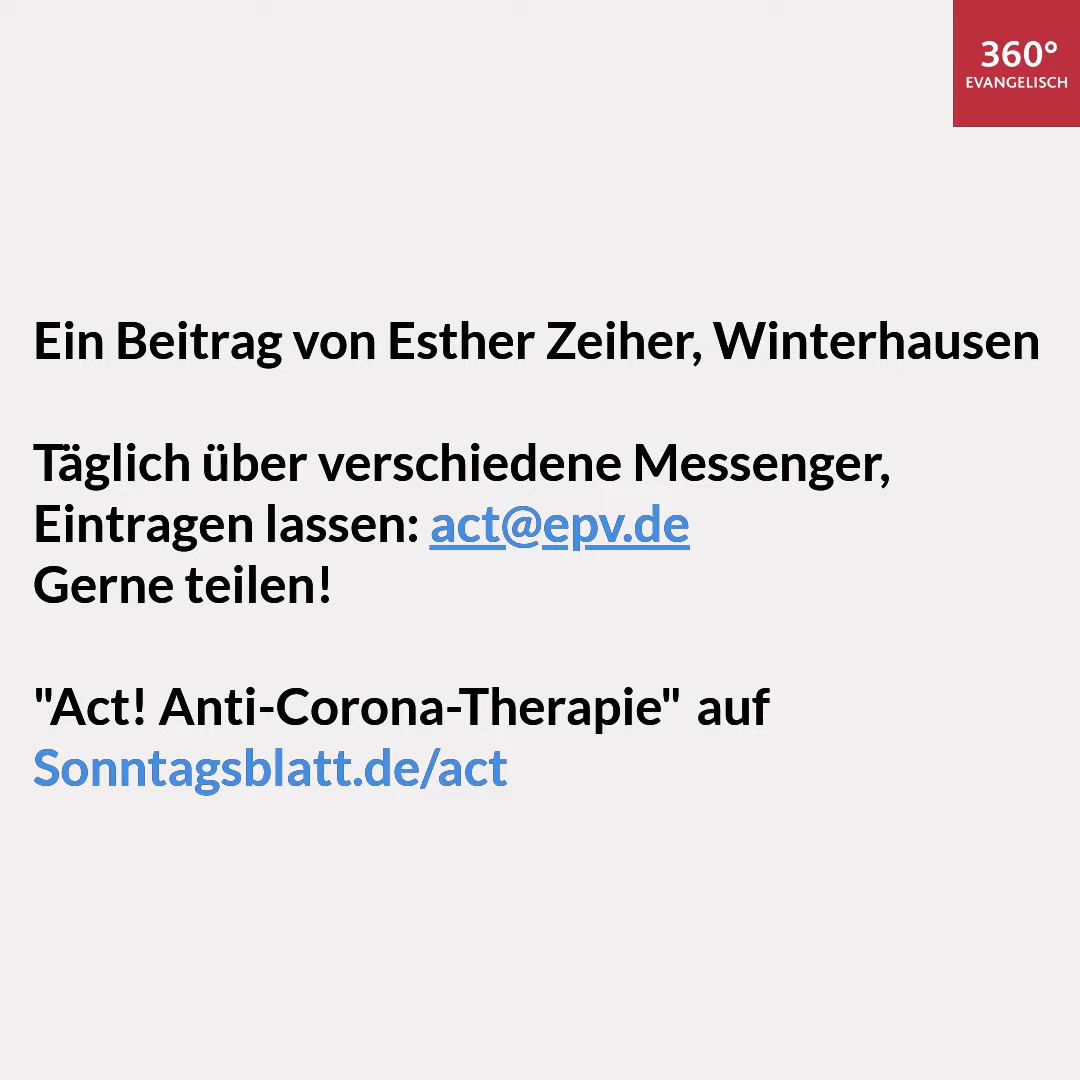 360°
EVANGELISCH
Ein Beitrag von Esther Zeiher, Winterhausen
Täglich über verschiedene Messenger,
Eintragen lassen: act@epv.de
Gerne teilen!
"Act! Anti-Corona-Therapie" auf
Sonntagsblatt.de/act